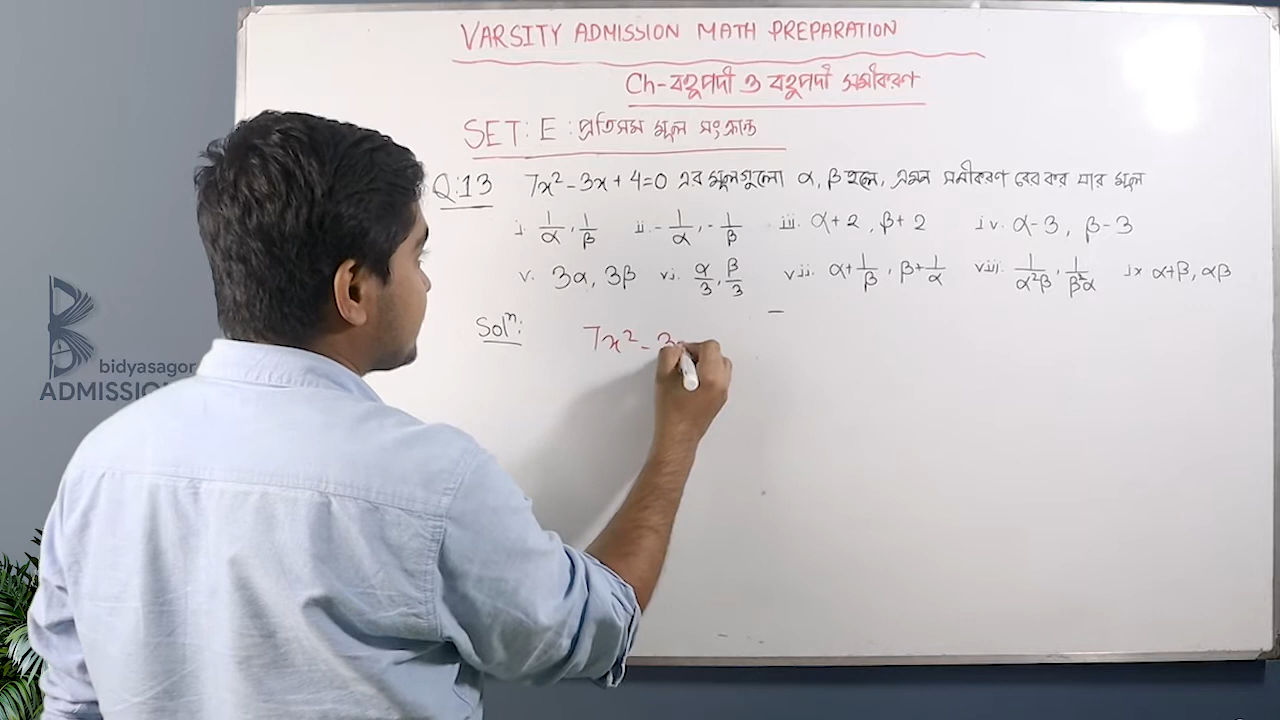 VARSITY ADMISSION MATH PREPARATION
Ch-বহুপদী ও বহুপদী সমীকরণ
SET: E : প্রতিসম মূল সংক্রান্ত
Q:13 7x² - 3x + 4 = 0 এর মূলগুলো α, β হলে, এমন সমীকরণ বের কর যার মূল
i. 1/α, 1/β ii. -1/α, -1/β iii. α+2, β+2 iv. α-3, β-3
v. 3α, 3β vi. α/3, β/3 vii. α+1/β, β+1/α viii. 1/α²β, 1/β²α ix α+β, αβ
Solⁿ: 7x² - 3x
bidyasagor